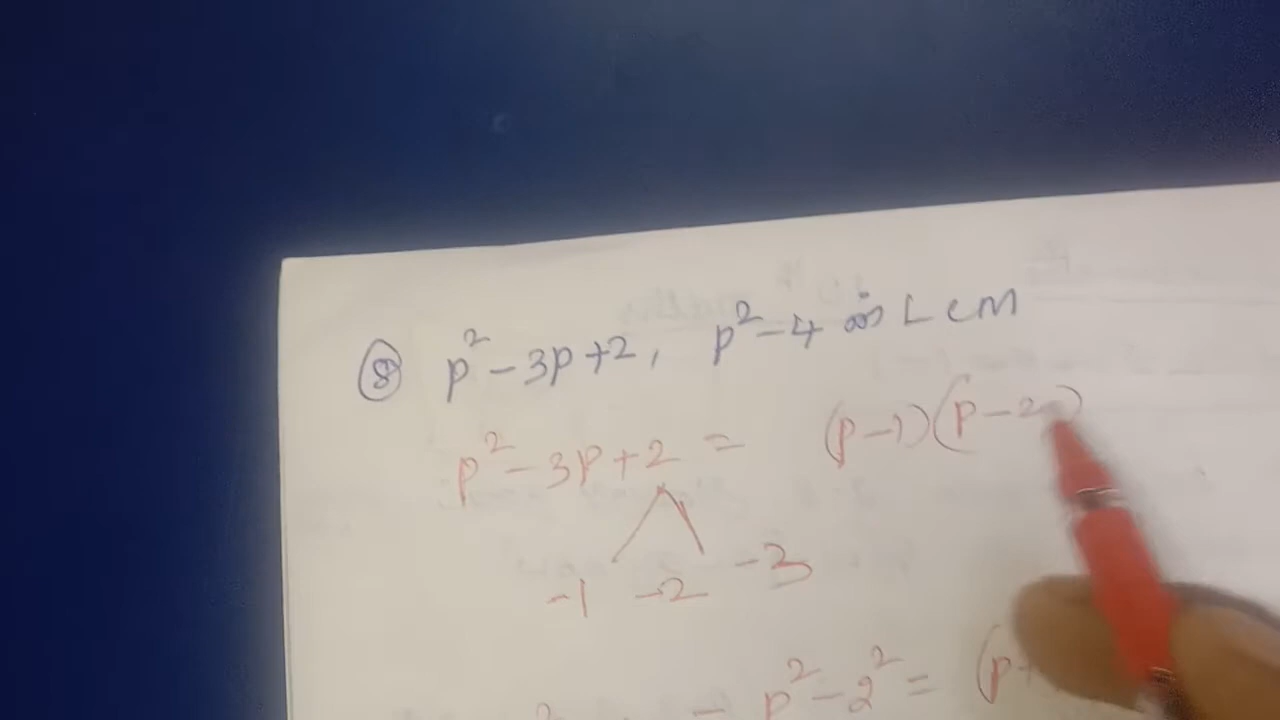 ⑧ p² - 3p + 2, p² - 4 ன் LCM
p² - 3p + 2 = (p - 1)(p - 2)
-1 -2 -3
- p² - 2² = (p+